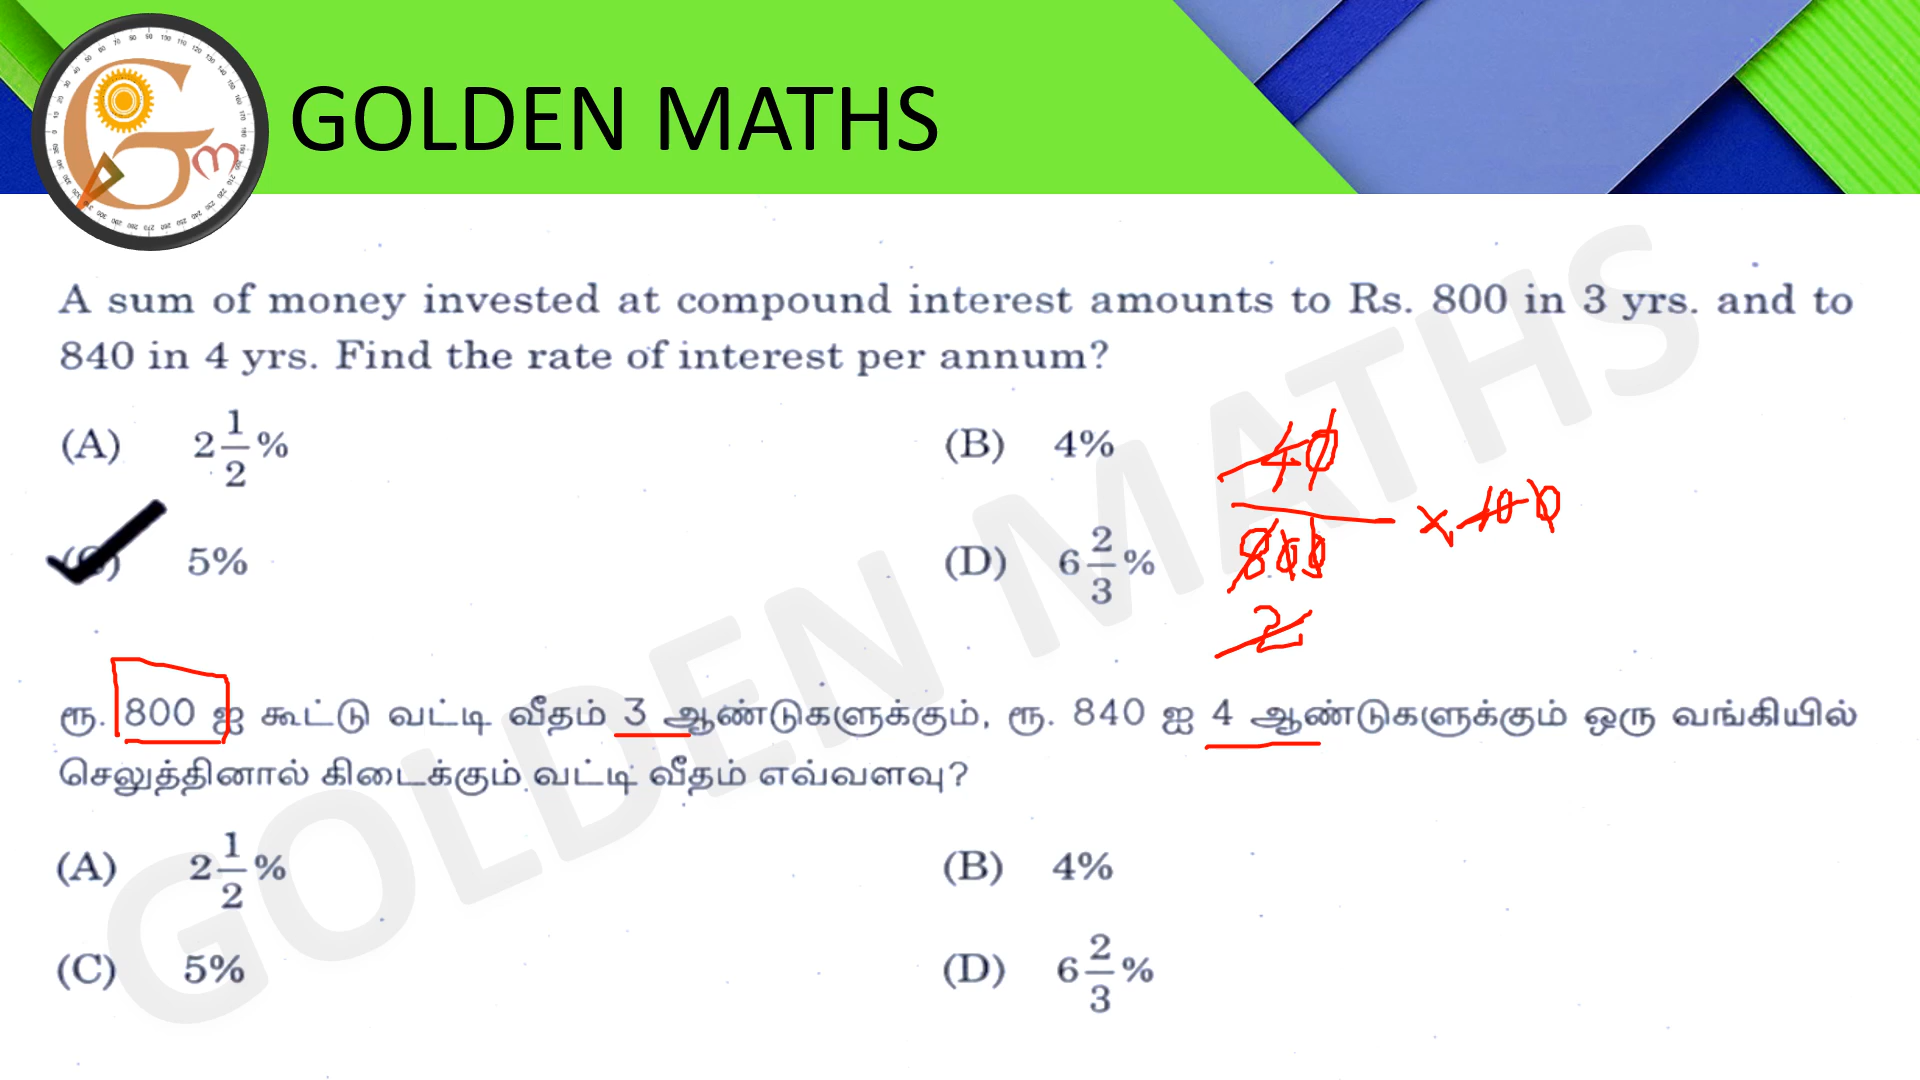 GOLDEN MATHS
A sum of money invested at compound interest amounts to Rs. 800 in 3 yrs. and to
840 in 4 yrs. Find the rate of interest per annum?
(A) 2 1/2 % (B) 4%
(C) 5% (D) 6 2/3 %
40
800 × 100
2
ரூ. 800 ஐ கூட்டு வட்டி வீதம் 3 ஆண்டுகளுக்கும், ரூ. 840 ஐ 4 ஆண்டுகளுக்கும் ஒரு வங்கியில்
செலுத்தினால் கிடைக்கும் வட்டி வீதம் எவ்வளவு?
(A) 2 1/2 % (B) 4%
(C) 5% (D) 6 2/3 %
GOLDEN MATHS